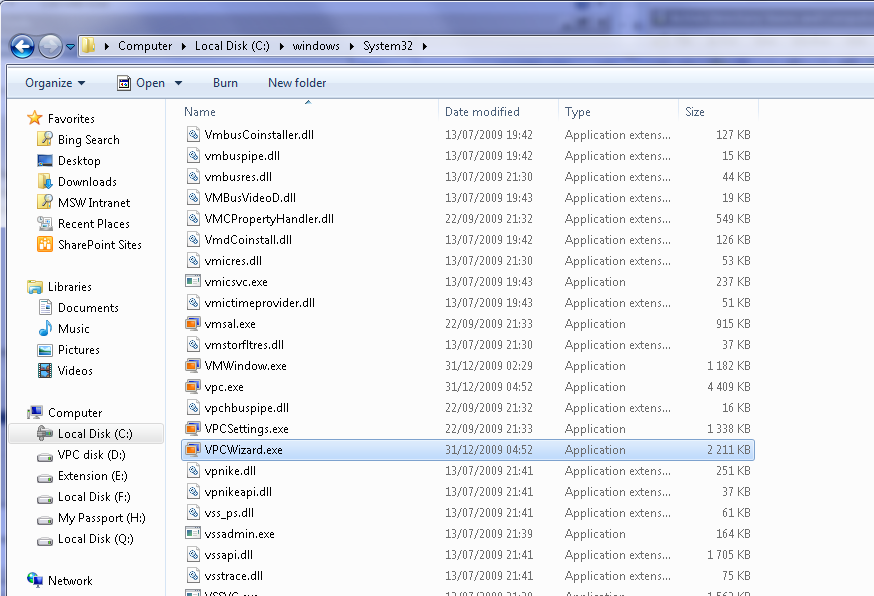 Computer Local Disk (C:) windows System32
Organize Open Burn New folder
Name Date modified Type Size
Favorites
Bing Search
Desktop
Downloads
MSW Intranet
Recent Places
SharePoint Sites
Libraries
Documents
Music
Pictures
Videos
Computer
Local Disk (C:)
VPC disk (D:)
Extension (E:)
Local Disk (F:)
My Passport (H:)
Local Disk (Q:)
Network
VmbusCoinstaller.dll 13/07/2009 19:42 Application extens... 127 KB
vmbuspipe.dll 13/07/2009 19:42 Application extens... 15 KB
vmbusres.dll 13/07/2009 21:30 Application extens... 44 KB
VMBusVideoD.dll 13/07/2009 19:43 Application extens... 19 KB
VMCPropertyHandler.dll 22/09/2009 21:32 Application extens... 549 KB
VmdCoinstall.dll 13/07/2009 19:42 Application extens... 126 KB
vmicres.dll 13/07/2009 21:30 Application extens... 53 KB
vmicsvc.exe 13/07/2009 19:43 Application 237 KB
vmictimeprovider.dll 13/07/2009 19:43 Application extens... 51 KB
vmsal.exe 22/09/2009 21:33 Application 915 KB
vmstorfltres.dll 13/07/2009 21:30 Application extens... 37 KB
VMWindow.exe 31/12/2009 02:29 Application 1 182 KB
vpc.exe 31/12/2009 04:52 Application 4 409 KB
vpchbuspipe.dll 22/09/2009 21:32 Application extens... 16 KB
VPCSettings.exe 22/09/2009 21:33 Application 1 338 KB
VPCWizard.exe 31/12/2009 04:52 Application 2 211 KB
vpnike.dll 13/07/2009 21:41 Application extens... 251 KB
vpnikeapi.dll 13/07/2009 21:41 Application extens... 37 KB
vss_ps.dll 13/07/2009 21:41 Application extens... 61 KB
vssadmin.exe 13/07/2009 21:39 Application 164 KB
vssapi.dll 13/07/2009 21:41 Application extens... 1 705 KB
vsstrace.dll 13/07/2009 21:41 Application extens... 75 KB